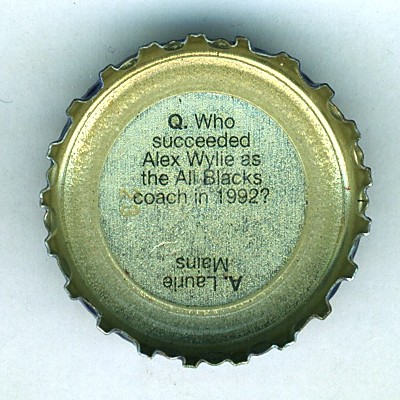 Q. Who
succeeded
Alex Wylie as
the All Blacks
coach in 1992?
A. Laurie
Mains